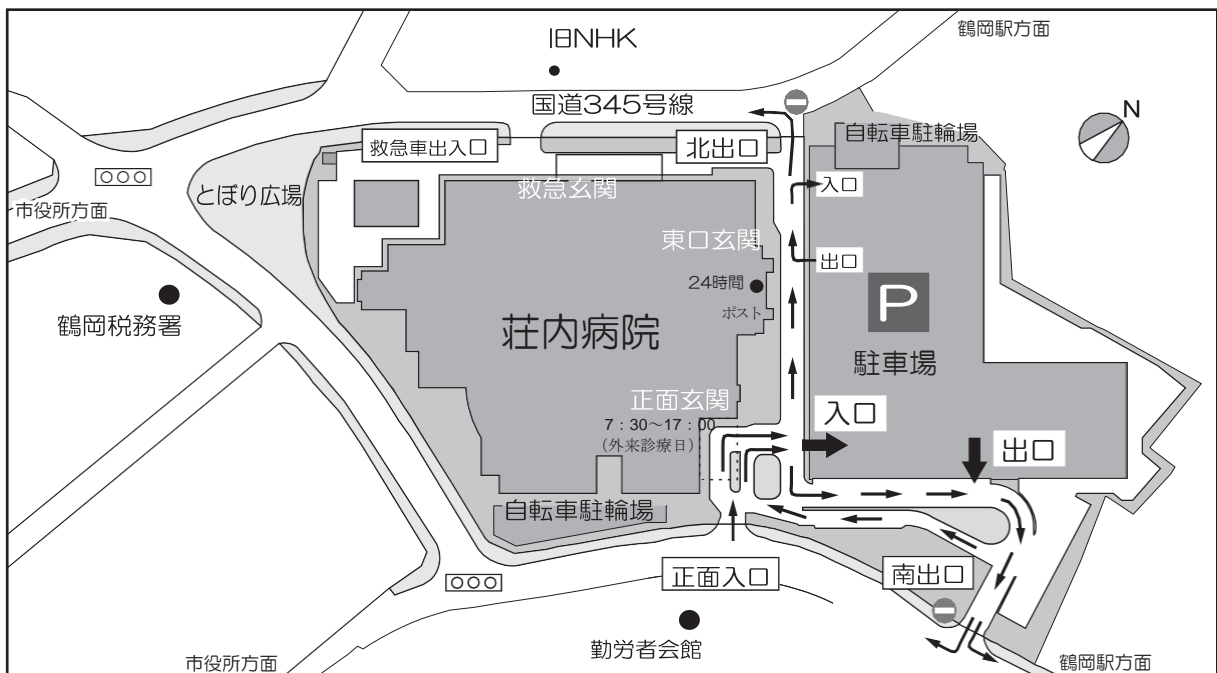 旧NHK
鶴岡駅方面
国道345号線
N
自転車駐輪場
救急車出入口
北出口
入口
救急玄関
とぼり広場
市役所方面
東口玄関
出口
24時間
ポスト
P
鶴岡税務署
荘内病院
駐車場
正面玄関
7:30～17:00
(外来診療日)
入口
出口
自転車駐輪場
正面入口
南出口
勤労者会館
市役所方面
鶴岡駅方面